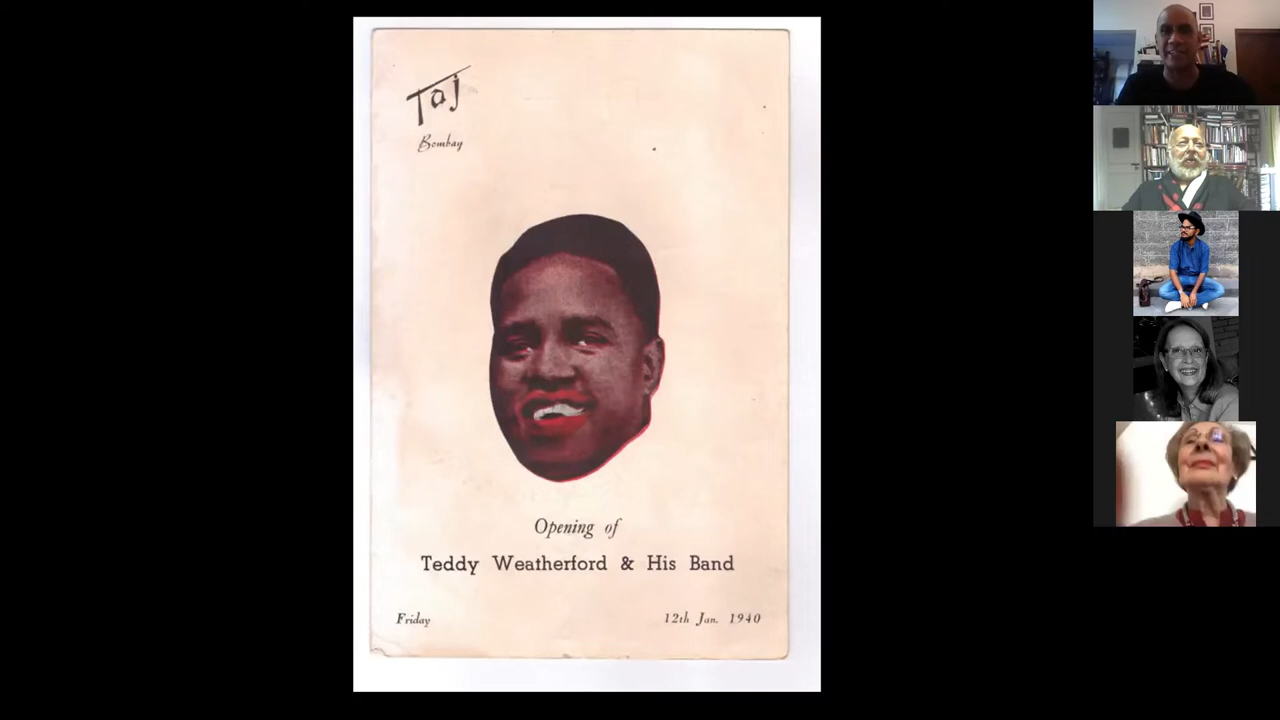 Taj
Bombay
Opening of
Teddy Weatherford & His Band
Friday
12th Jan. 1940